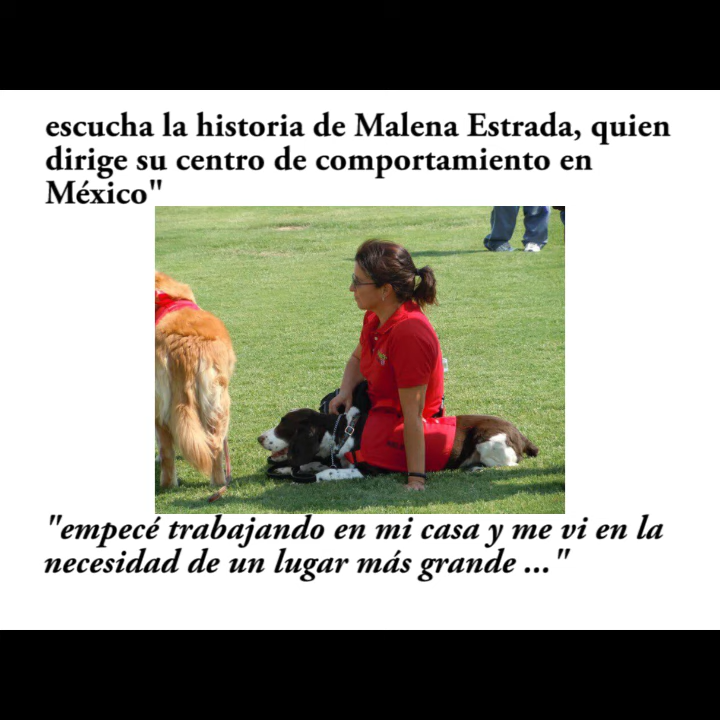 escucha la historia de Malena Estrada, quien
dirige su centro de comportamiento en
México"
"empecé trabajando en mi casa y me vi en la
necesidad de un lugar más grande ..."